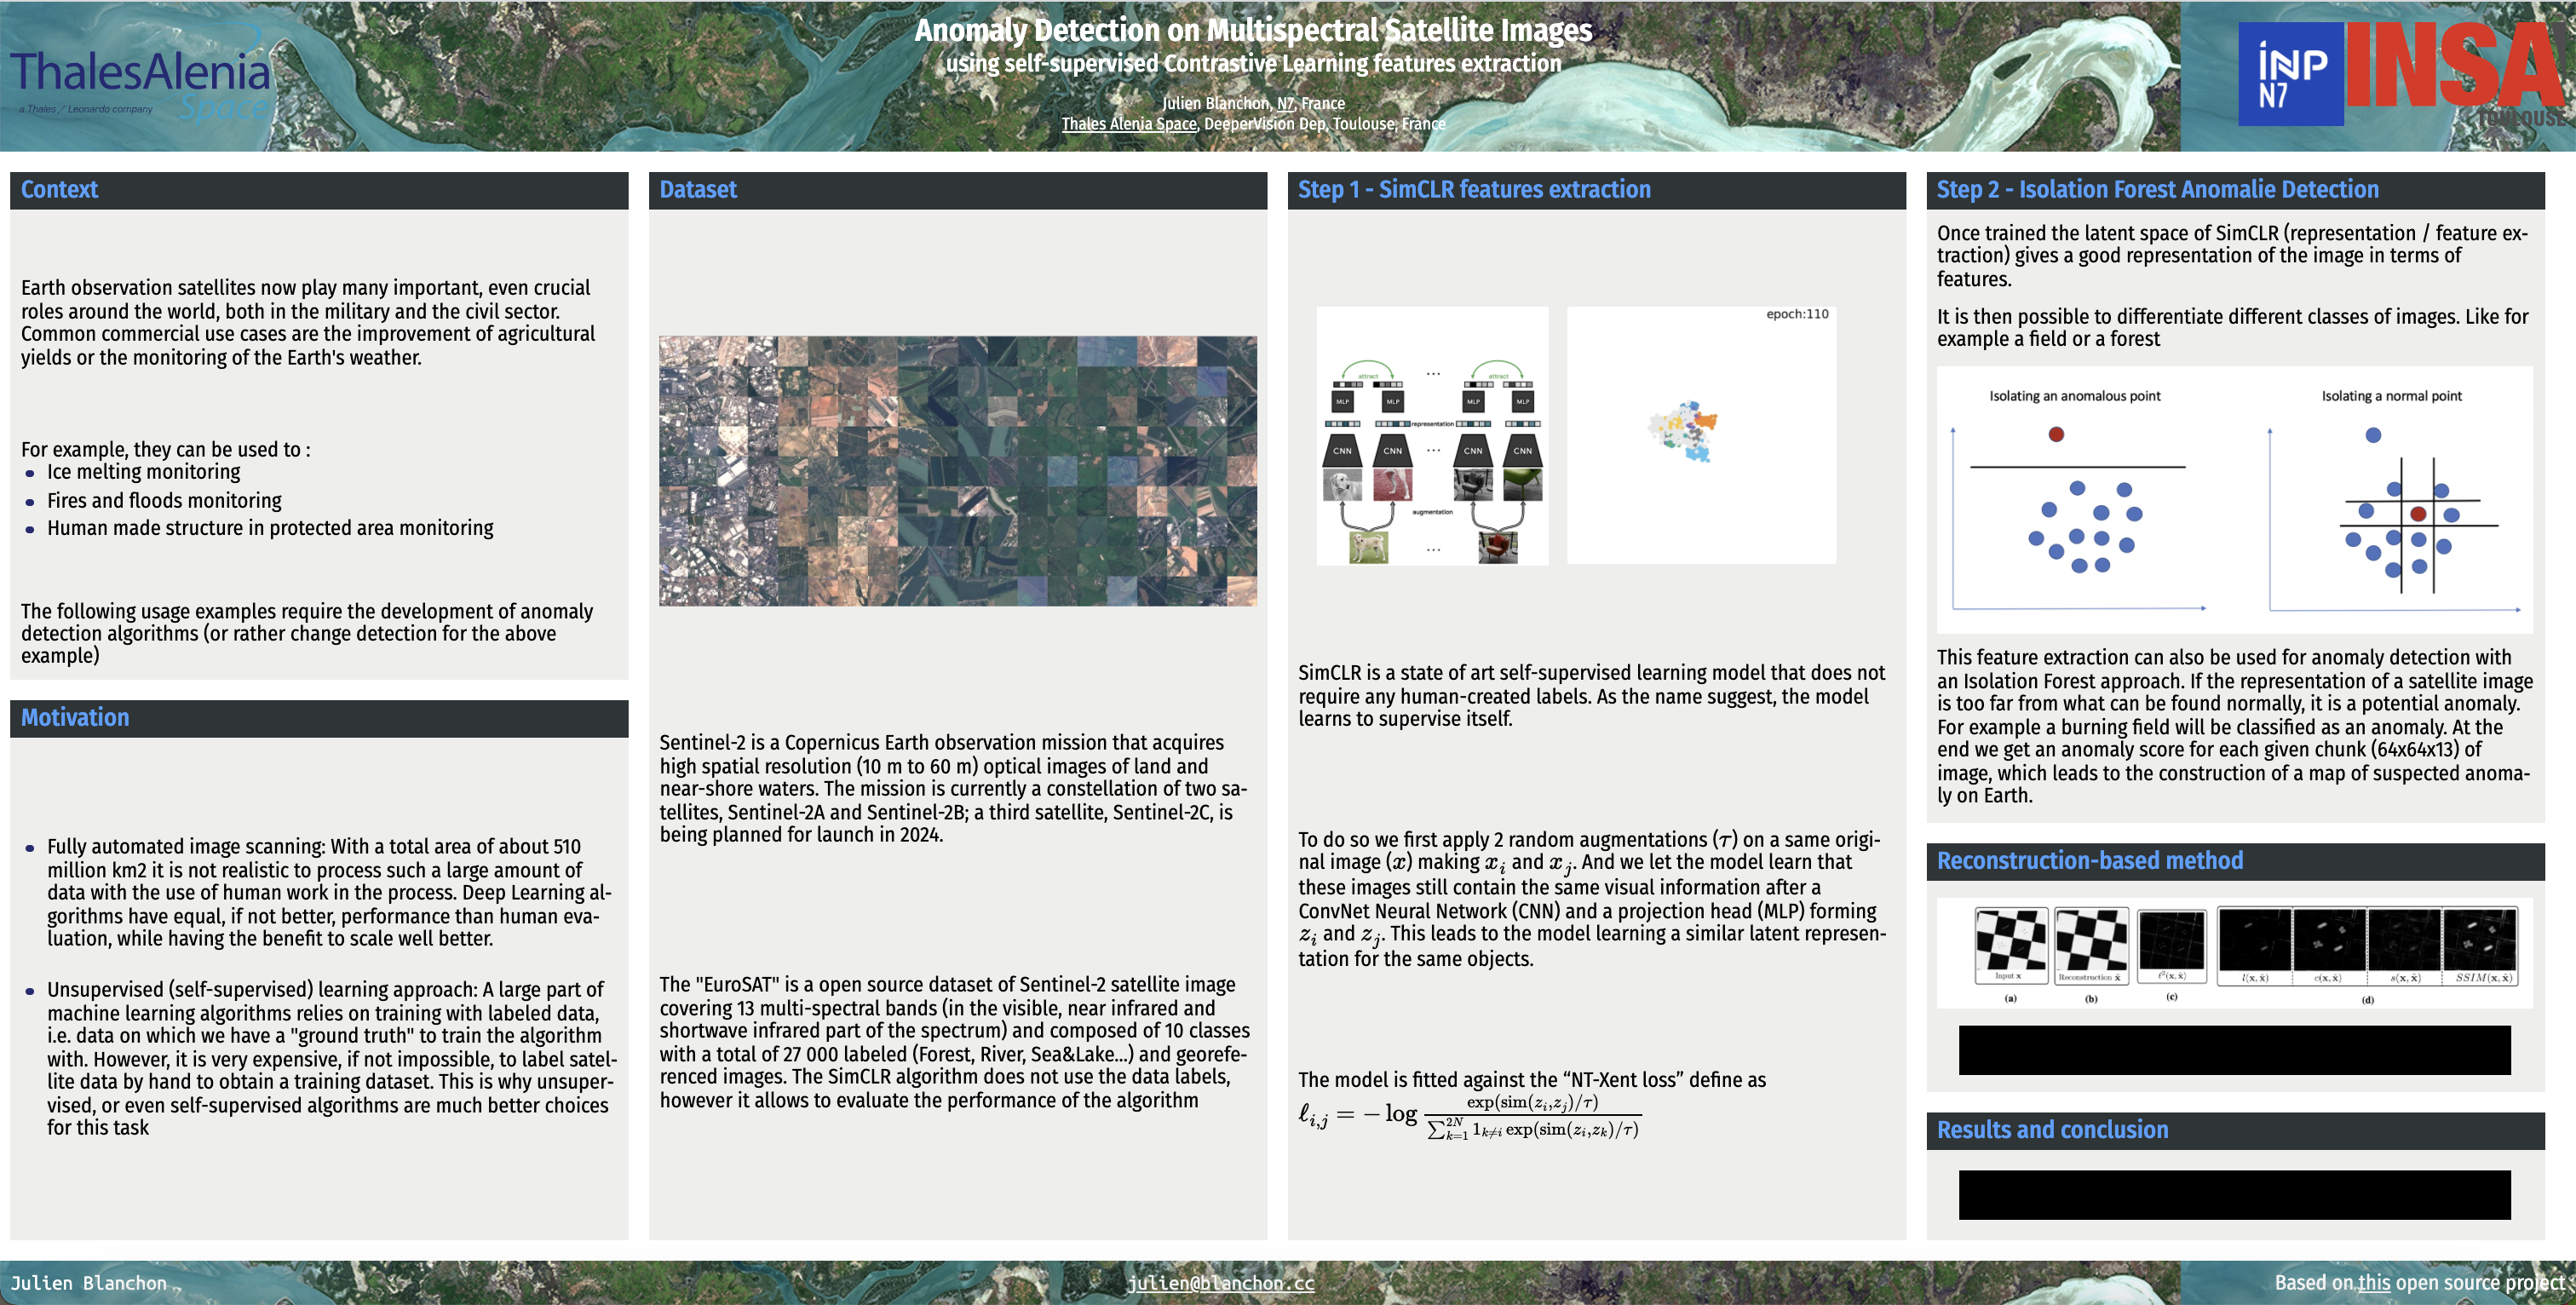 ThalesAlenia
a Thales / Leonardo company
Space
Anomaly Detection on Multispectral Satellite Images
using self-supervised Contrastive Learning features extraction
Julien Blanchon, N7, France
Thales Alenia Space, DeeperVision Dep, Toulouse, France
iNP
N7
INSA
TOULOUSE
Context
Earth observation satellites now play many important, even crucial
roles around the world, both in the military and the civil sector.
Common commercial use cases are the improvement of agricultural
yields or the monitoring of the Earth's weather.
For example, they can be used to :
• Ice melting monitoring
• Fires and floods monitoring
• Human made structure in protected area monitoring
The following usage examples require the development of anomaly
detection algorithms (or rather change detection for the above
example)
Motivation
• Fully automated image scanning: With a total area of about 510
million km2 it is not realistic to process such a large amount of
data with the use of human work in the process. Deep Learning al-
gorithms have equal, if not better, performance than human eva-
luation, while having the benefit to scale well better.
• Unsupervised (self-supervised) learning approach: A large part of
machine learning algorithms relies on training with labeled data,
i.e. data on which we have a "ground truth" to train the algorithm
with. However, it is very expensive, if not impossible, to label satel-
lite data by hand to obtain a training dataset. This is why unsuper-
vised, or even self-supervised algorithms are much better choices
for this task
Dataset
Sentinel-2 is a Copernicus Earth observation mission that acquires
high spatial resolution (10 m to 60 m) optical images of land and
near-shore waters. The mission is currently a constellation of two sa-
tellites, Sentinel-2A and Sentinel-2B; a third satellite, Sentinel-2C, is
being planned for launch in 2024.
The "EuroSAT" is a open source dataset of Sentinel-2 satellite image
covering 13 multi-spectral bands (in the visible, near infrared and
shortwave infrared part of the spectrum) and composed of 10 classes
with a total of 27 000 labeled (Forest, River, Sea&Lake...) and georefe-
renced images. The SimCLR algorithm does not use the data labels,
however it allows to evaluate the performance of the algorithm
Step 1 - SimCLR features extraction
attract ... attract
MLP MLP MLP MLP
representation
CNN CNN ... CNN CNN
augmentation
...
epoch:110
SimCLR is a state of art self-supervised learning model that does not
require any human-created labels. As the name suggest, the model
learns to supervise itself.
To do so we first apply 2 random augmentations (τ) on a same origi-
nal image (x) making x_i and x_j. And we let the model learn that
these images still contain the same visual information after a
ConvNet Neural Network (CNN) and a projection head (MLP) forming
z_i and z_j. This leads to the model learning a similar latent represen-
tation for the same objects.
The model is fitted against the “NT-Xent loss” define as
ℓ_{i,j} = − log exp(sim(z_i,z_j)/τ) / ∑_{k=1}^{2N} 1_{k≠i} exp(sim(z_i,z_k)/τ)
Step 2 - Isolation Forest Anomalie Detection
Once trained the latent space of SimCLR (representation / feature ex-
traction) gives a good representation of the image in terms of
features.
It is then possible to differentiate different classes of images. Like for
example a field or a forest
Isolating an anomalous point
Isolating a normal point
This feature extraction can also be used for anomaly detection with
an Isolation Forest approach. If the representation of a satellite image
is too far from what can be found normally, it is a potential anomaly.
For example a burning field will be classified as an anomaly. At the
end we get an anomaly score for each given chunk (64x64x13) of
image, which leads to the construction of a map of suspected anoma-
ly on Earth.
Reconstruction-based method
Input x Reconstruction x̂ ℓ²(x, x̂) l(x, x̂) c(x, x̂) s(x, x̂) SSIM(x, x̂)
(a) (b) (c) (d)
Results and conclusion
Julien Blanchon
julien@blanchon.cc
Based on this open source project.